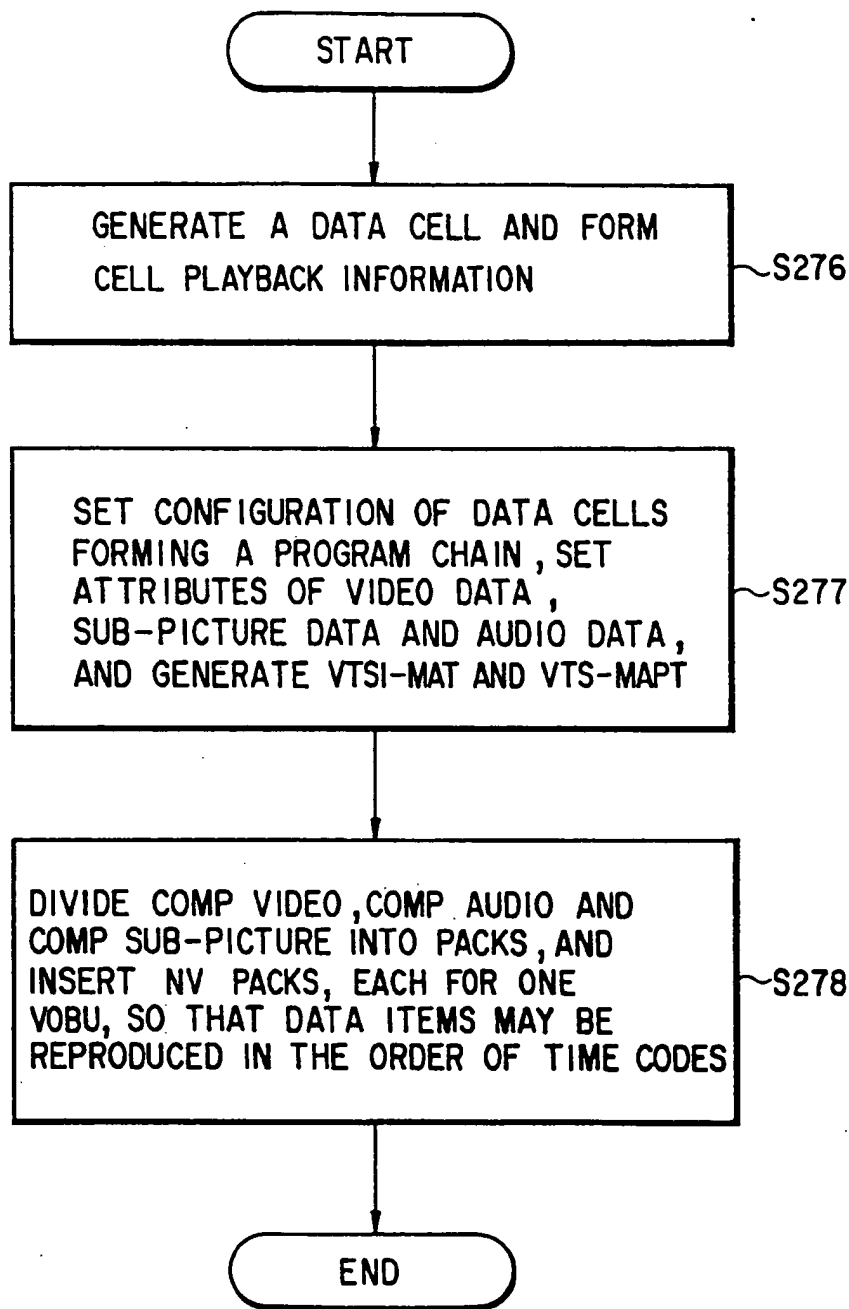 START
GENERATE A DATA CELL AND FORM
CELL PLAYBACK INFORMATION
S276
SET CONFIGURATION OF DATA CELLS
FORMING A PROGRAM CHAIN, SET
ATTRIBUTES OF VIDEO DATA,
SUB-PICTURE DATA AND AUDIO DATA,
AND GENERATE VTSI-MAT AND VTS-MAPT
S277
DIVIDE COMP VIDEO, COMP AUDIO AND
COMP SUB-PICTURE INTO PACKS, AND
INSERT NV PACKS, EACH FOR ONE
VOBU, SO THAT DATA ITEMS MAY BE
REPRODUCED IN THE ORDER OF TIME CODES
S278
END